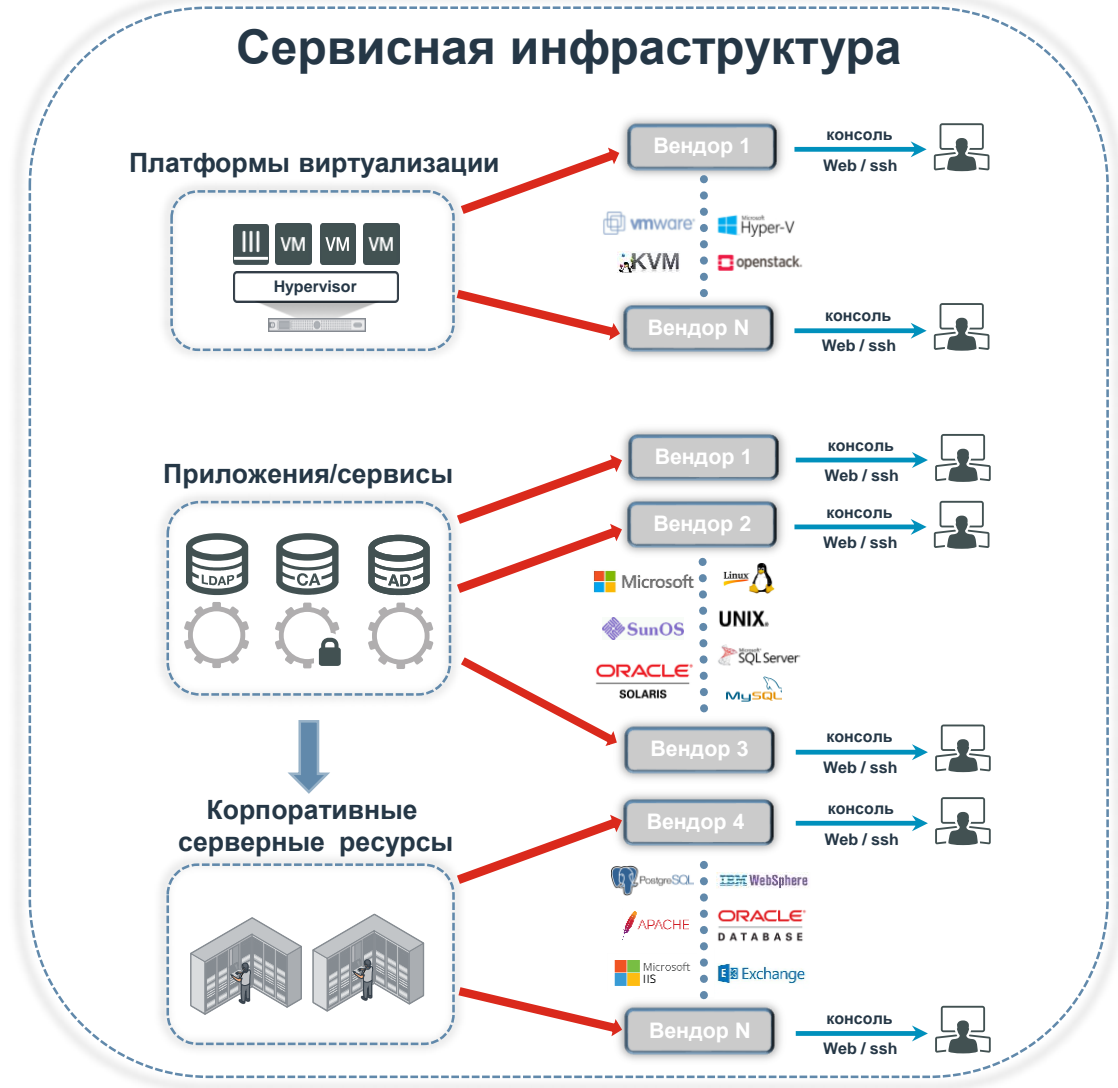 Сервисная инфраструктура
Платформы виртуализации
VM
VM
VM
Hypervisor
Вендор 1
консоль
Web / ssh
vmware
Microsoft
Hyper-V
KVM
openstack.
Вендор N
консоль
Web / ssh
Приложения/сервисы
LDAP
CA
AD
Вендор 1
консоль
Web / ssh
Вендор 2
консоль
Web / ssh
Microsoft
Linux
SunOS
UNIX.
ORACLE
SOLARIS
Microsoft
SQL Server
MySQL
Вендор 3
консоль
Web / ssh
Корпоративные
серверные ресурсы
Вендор 4
консоль
Web / ssh
PostgreSQL
IBM WebSphere
APACHE
ORACLE
DATABASE
Microsoft
IIS
E Exchange
Вендор N
консоль
Web / ssh